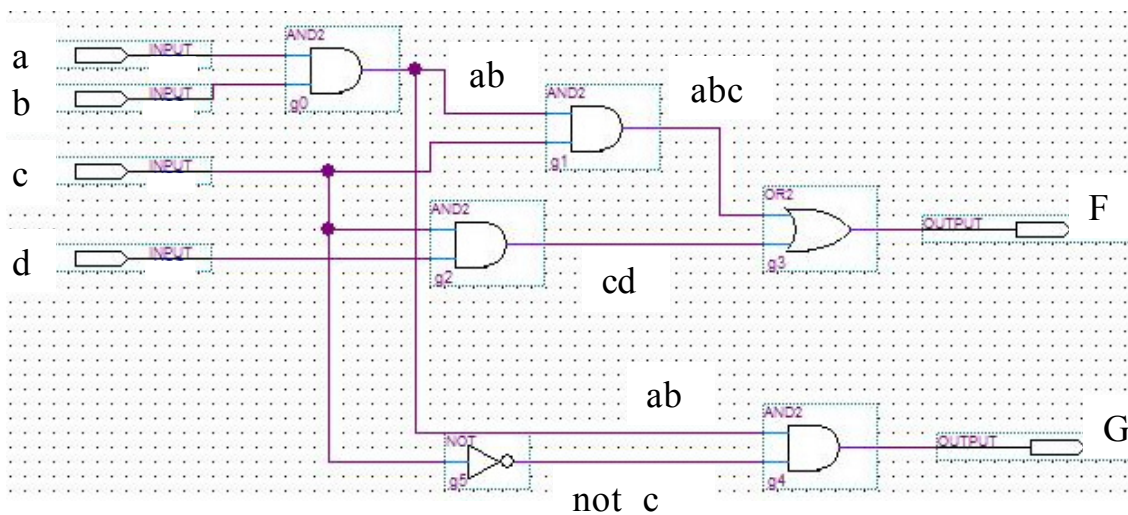 AND2
a INPUT
ab
b INPUT
g0
AND2
abc
c INPUT
g1
AND2
OR2
F
OUTPUT
d INPUT
g2
g3
cd
ab
AND2
G
NOT
OUTPUT
g5
g4
not c